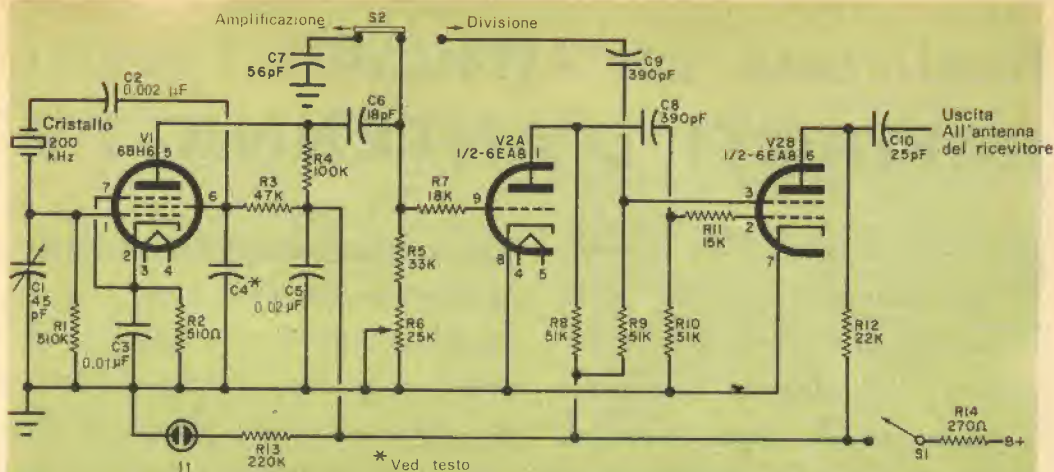 Amplificazione
S2
Divisione
C7
56pF
C9
390pF
C2
0.002 µF
C6
18pF
C8
390pF
Cristallo
200
kHz
V1
6BH6
5
R4
100K
V2A
1/2-6EA8
1
V2B
1/2-6EA8
6
C10
25pF
Uscita
All'antenna
del ricevitore
7
1
6
R3
47K
R7
18K
9
3
2
R11
15K
2
3
4
8
4
5
7
C1
45
pF
R1
510K
C4*
C5
0.02µF
R5
33K
R2
510Ω
C3
0.01µF
R6
25K
R8
51K
R9
51K
R10
51K
R12
22K
I1
R13
220K
* Ved. testo
S1
R14
270Ω
B+